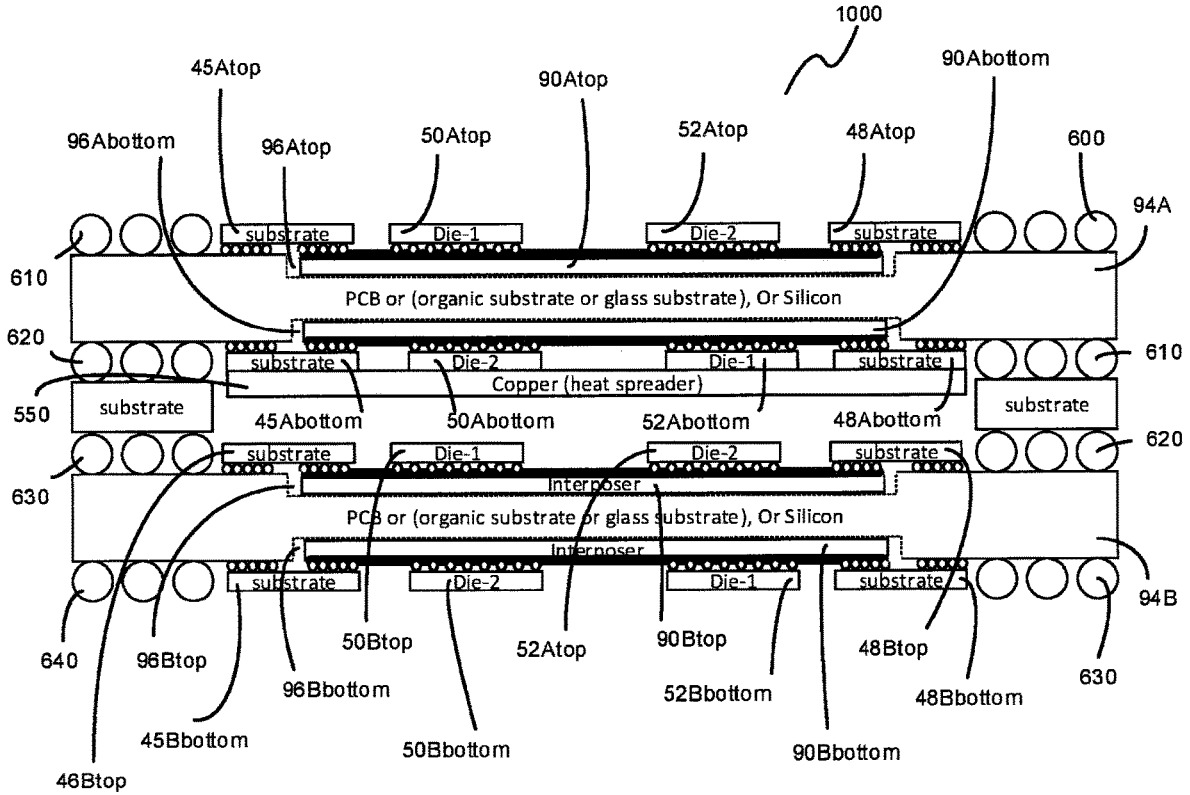 1000
45Atop
90Atop
90Abottom
96Abottom
96Atop
50Atop
52Atop
48Atop
600
94A
substrate
Die-1
Die-2
substrate
610
PCB or (organic substrate or glass substrate), Or Silicon
620
610
substrate
Die-2
Die-1
substrate
Copper (heat spreader)
550
substrate
45Abottom
50Abottom
52Abottom
48Abottom
substrate
620
substrate
Die-1
Die-2
substrate
630
Interposer
PCB or (organic substrate or glass substrate), Or Silicon
Interposer
substrate
Die-2
Die-1
substrate
94B
640
96Btop
50Btop
52Atop
90Btop
48Btop
630
96Bbottom
52Bbottom
48Bbottom
45Bbottom
50Bbottom
90Bbottom
46Btop